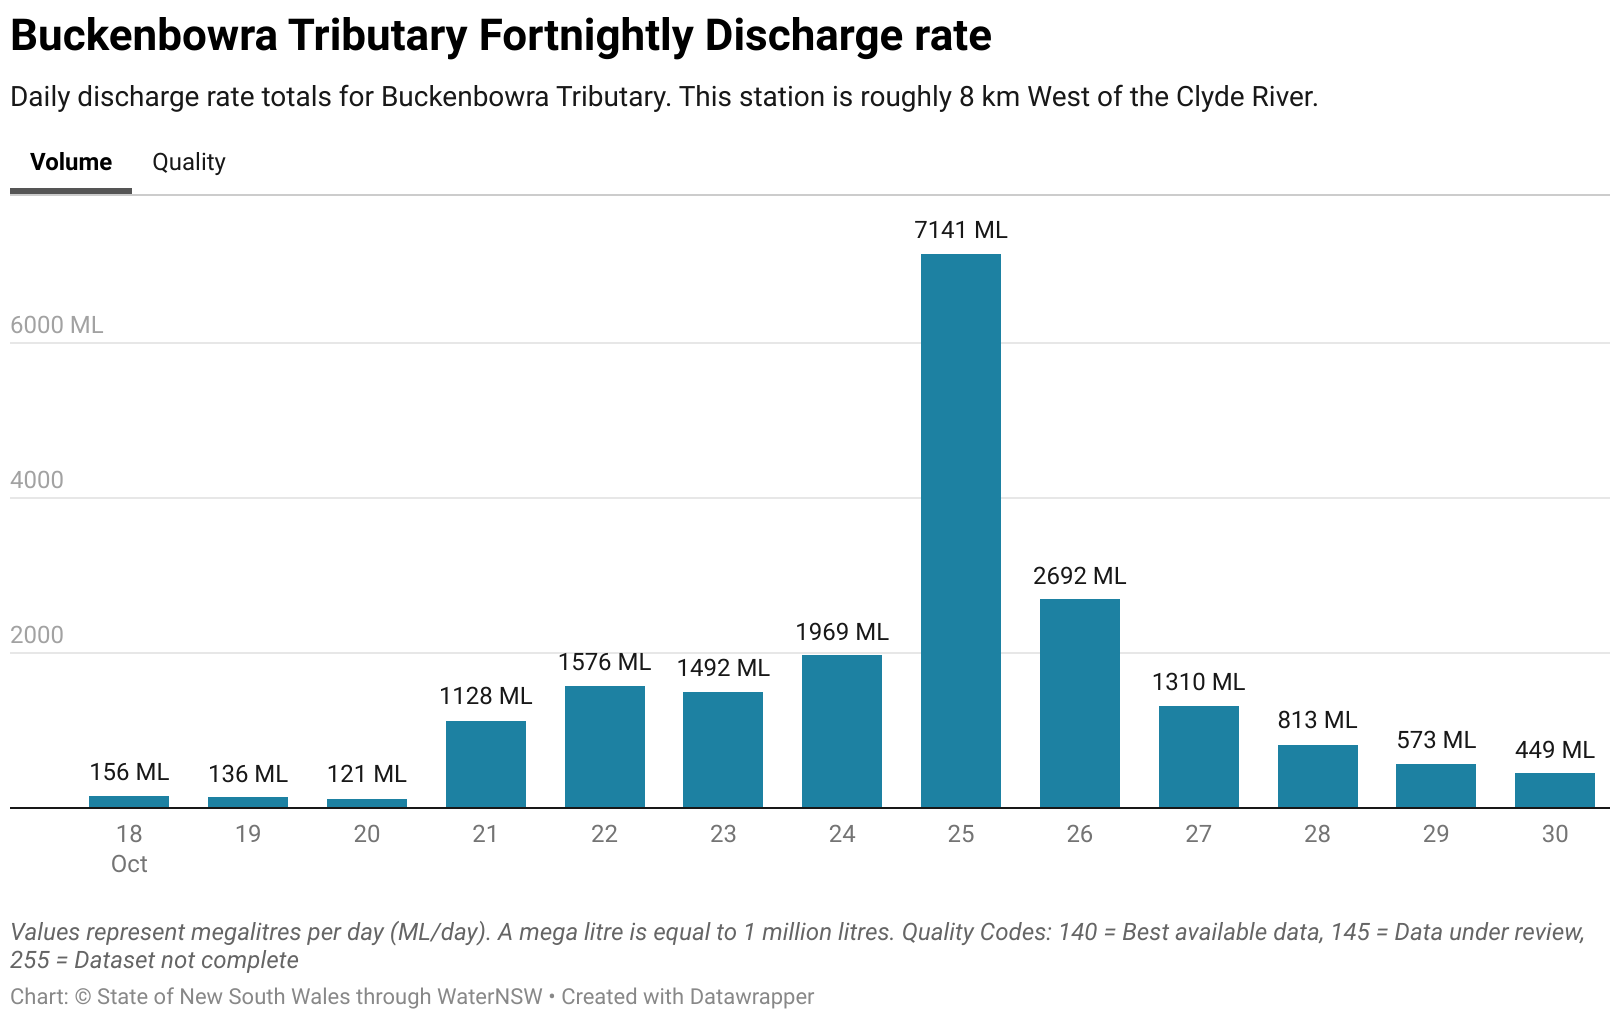 Buckenbowra Tributary Fortnightly Discharge rate
Daily discharge rate totals for Buckenbowra Tributary. This station is roughly 8 km West of the Clyde River.
Volume Quality
7141 ML
6000 ML
4000
2692 ML
2000
1969 ML
1576 ML
1492 ML
1128 ML
1310 ML
813 ML
573 ML
449 ML
156 ML
136 ML
121 ML
18 19 20 21 22 23 24 25 26 27 28 29 30
Oct
Values represent megalitres per day (ML/day). A mega litre is equal to 1 million litres. Quality Codes: 140 = Best available data, 145 = Data under review,
255 = Dataset not complete
Chart: © State of New South Wales through WaterNSW • Created with Datawrapper